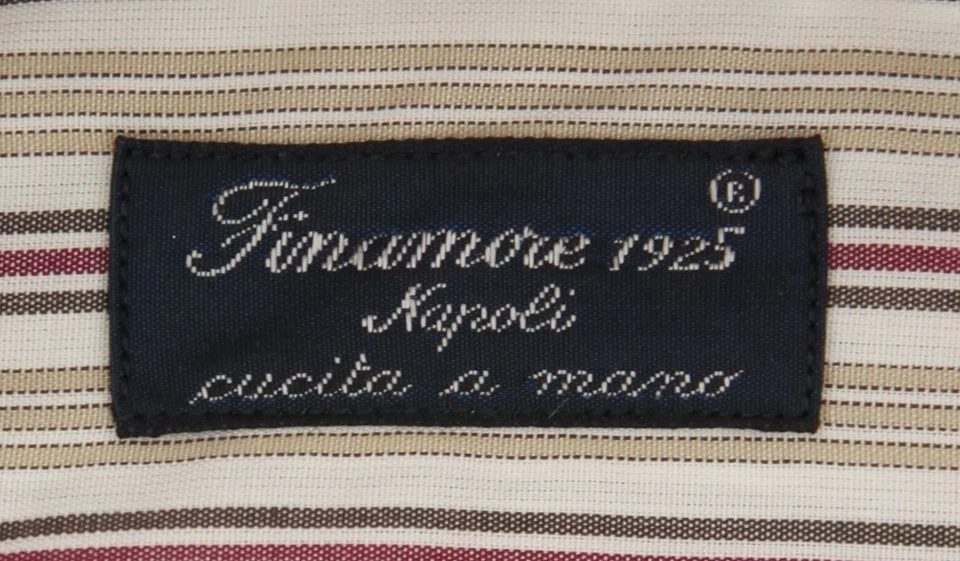 Finamore 1925 ®
Napoli
cucita a mano